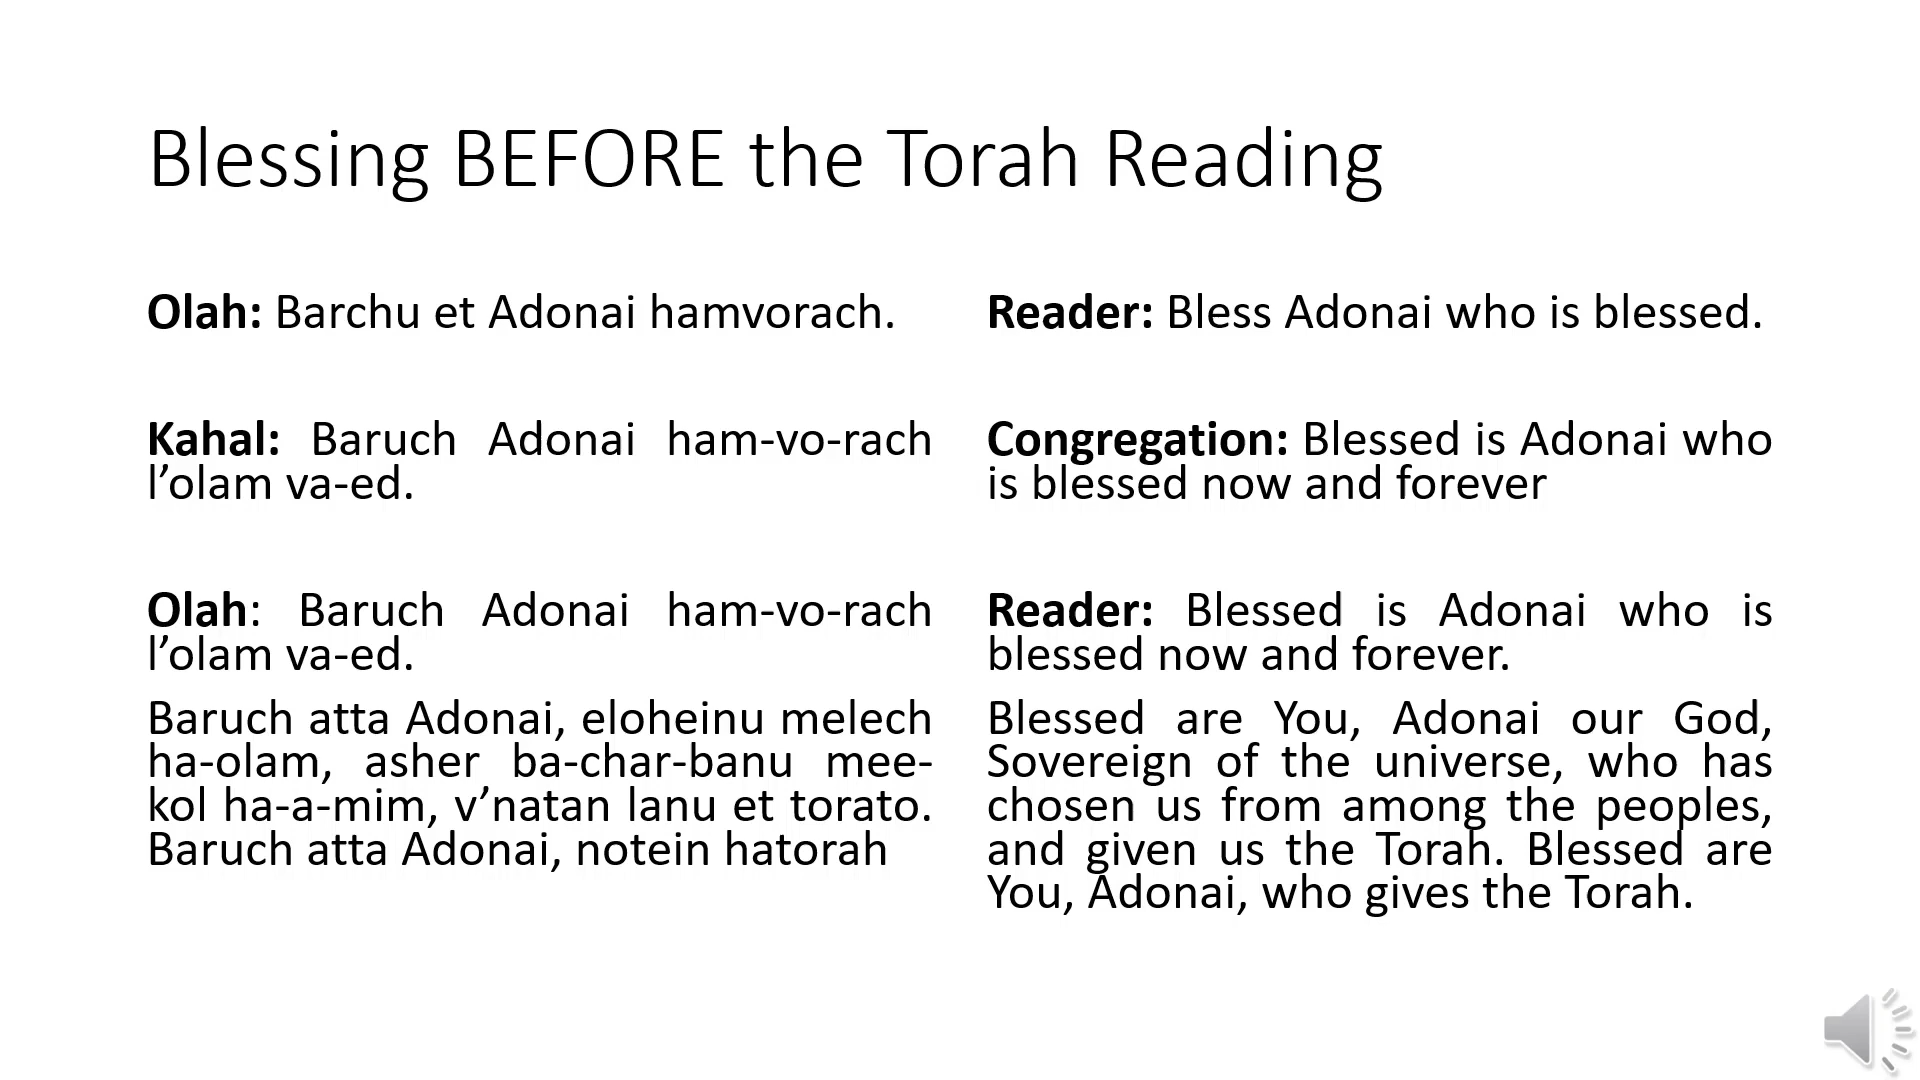 Blessing BEFORE the Torah Reading
Olah: Barchu et Adonai hamvorach.
Kahal: Baruch Adonai ham-vo-rach
l’olam va-ed.
Olah: Baruch Adonai ham-vo-rach
l’olam va-ed.
Baruch atta Adonai, eloheinu melech
ha-olam, asher ba-char-banu mee-
kol ha-a-mim, v’natan lanu et torato.
Baruch atta Adonai, notein hatorah
Reader: Bless Adonai who is blessed.
Congregation: Blessed is Adonai who
is blessed now and forever
Reader: Blessed is Adonai who is
blessed now and forever.
Blessed are You, Adonai our God,
Sovereign of the universe, who has
chosen us from among the peoples,
and given us the Torah. Blessed are
You, Adonai, who gives the Torah.